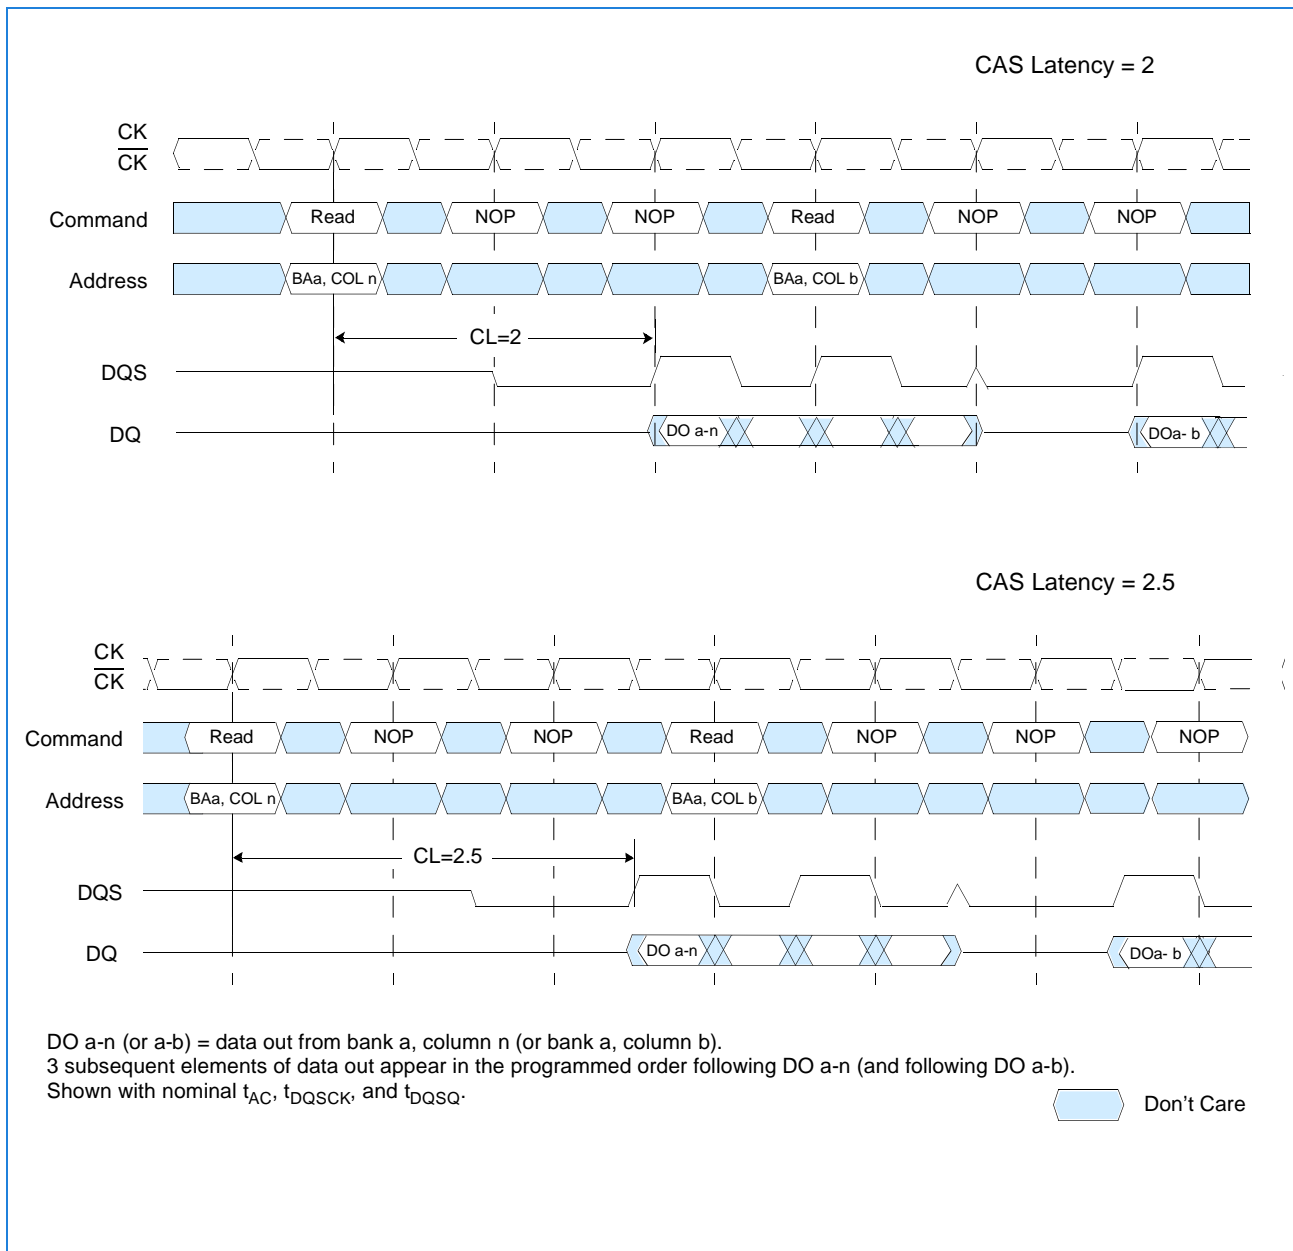 CAS Latency = 2
CK
CK
Command Read NOP NOP Read NOP NOP
Address BAa, COL n BAa, COL b
CL=2
DQS
DQ DO a-n DOa- b
CAS Latency = 2.5
CK
CK
Command Read NOP NOP Read NOP NOP NOP
Address BAa, COL n BAa, COL b
CL=2.5
DQS
DQ DO a-n DOa- b
DO a-n (or a-b) = data out from bank a, column n (or bank a, column b).
3 subsequent elements of data out appear in the programmed order following DO a-n (and following DO a-b).
Shown with nominal tAC, tDQSCK, and tDQSQ.
Don't Care